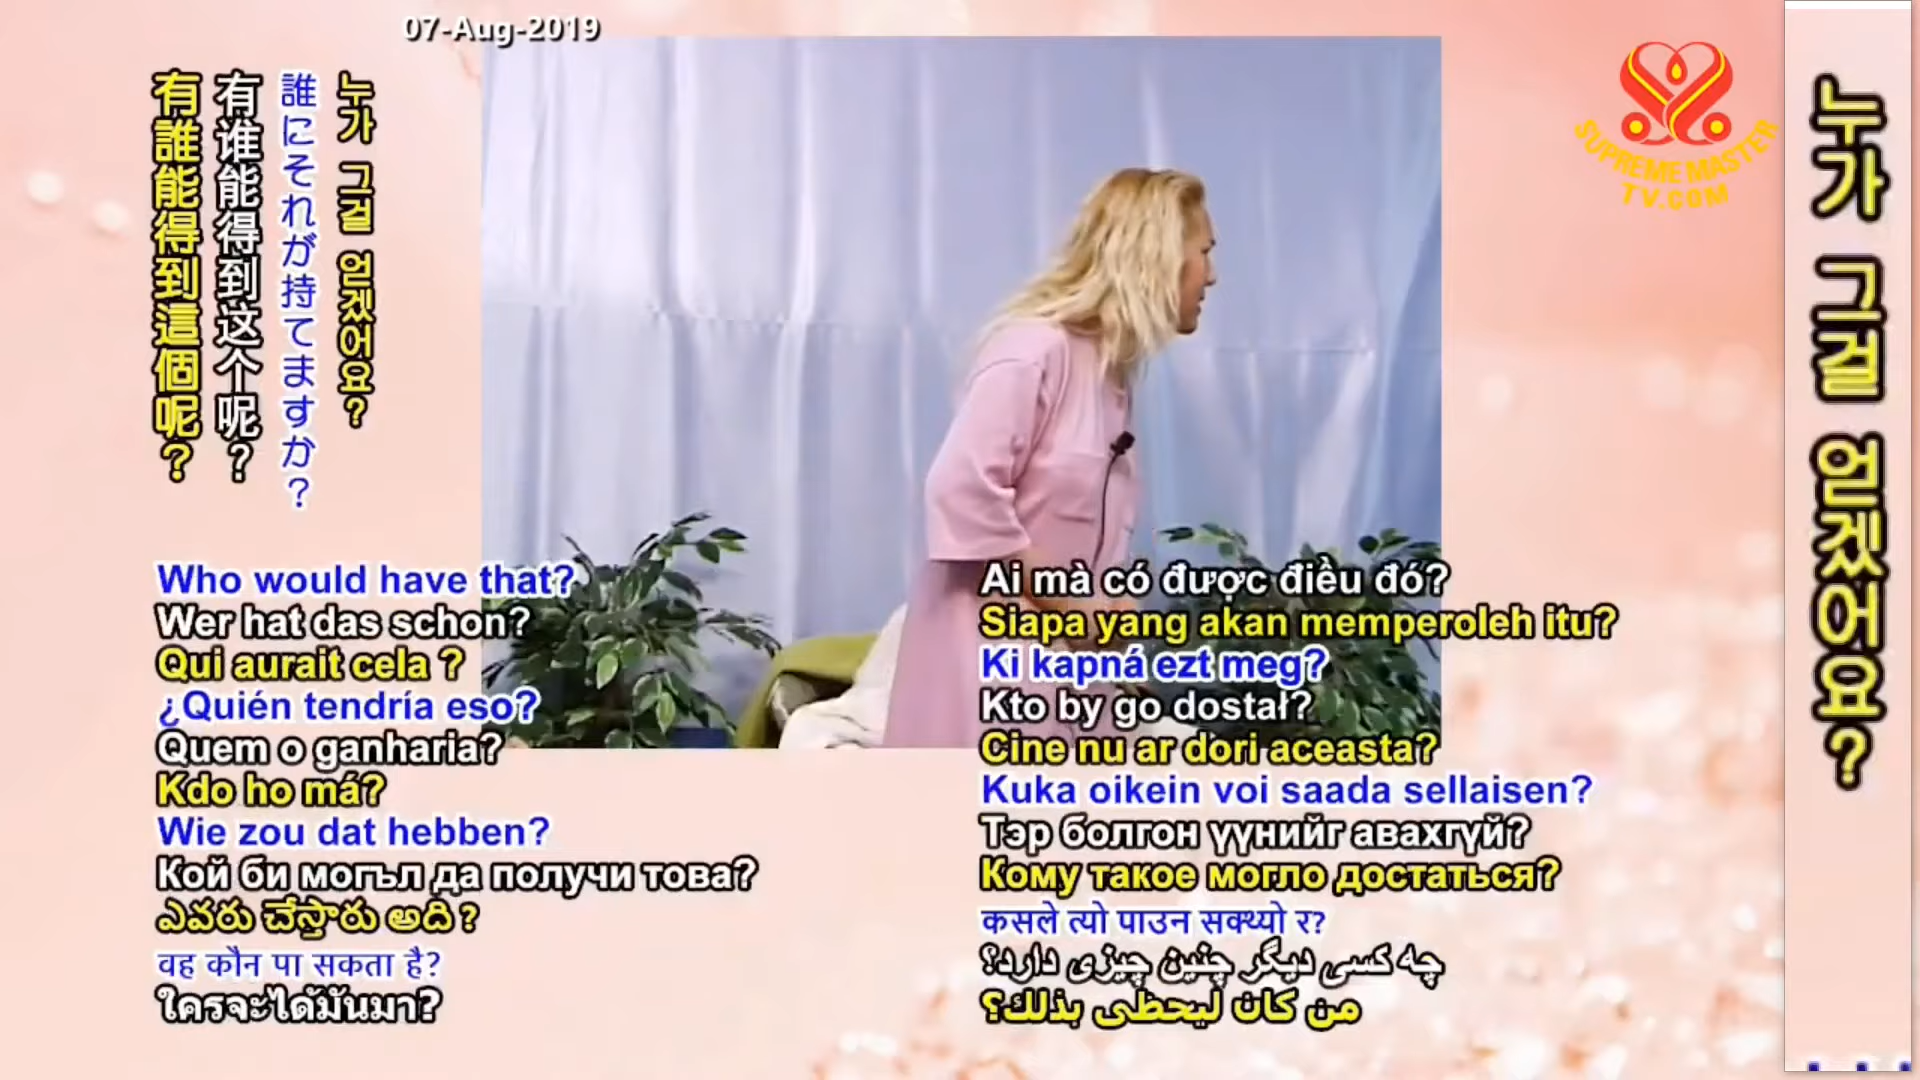 07-Aug-2019
SUPREME MASTER
TV.COM
누가 그걸 얻겠어요?
誰にそれが持てますか?
有谁能得到这个呢?
有誰能得到這個呢?
Who would have that?
Wer hat das schon?
Qui aurait cela ?
¿Quién tendría eso?
Quem o ganharia?
Kdo ho má?
Wie zou dat hebben?
Кой би могъл да получи това?
ఎవరు చేస్తారు అది?
वह कौन पा सकता है?
ใครจะได้มันมา?
Ai mà có được điều đó?
Siapa yang akan memperoleh itu?
Ki kapná ezt meg?
Kto by go dostał?
Cine nu ar dori aceasta?
Kuka oikein voi saada sellaisen?
Тэр болгон үүнийг авахгүй?
Кому такое могло достаться?
कसले त्यो पाउन सक्थ्यो र?
چه کسی دیگر چنین چیزی دارد؟
من كان ليحظى بذلك؟
누가 그걸 얻겠어요?